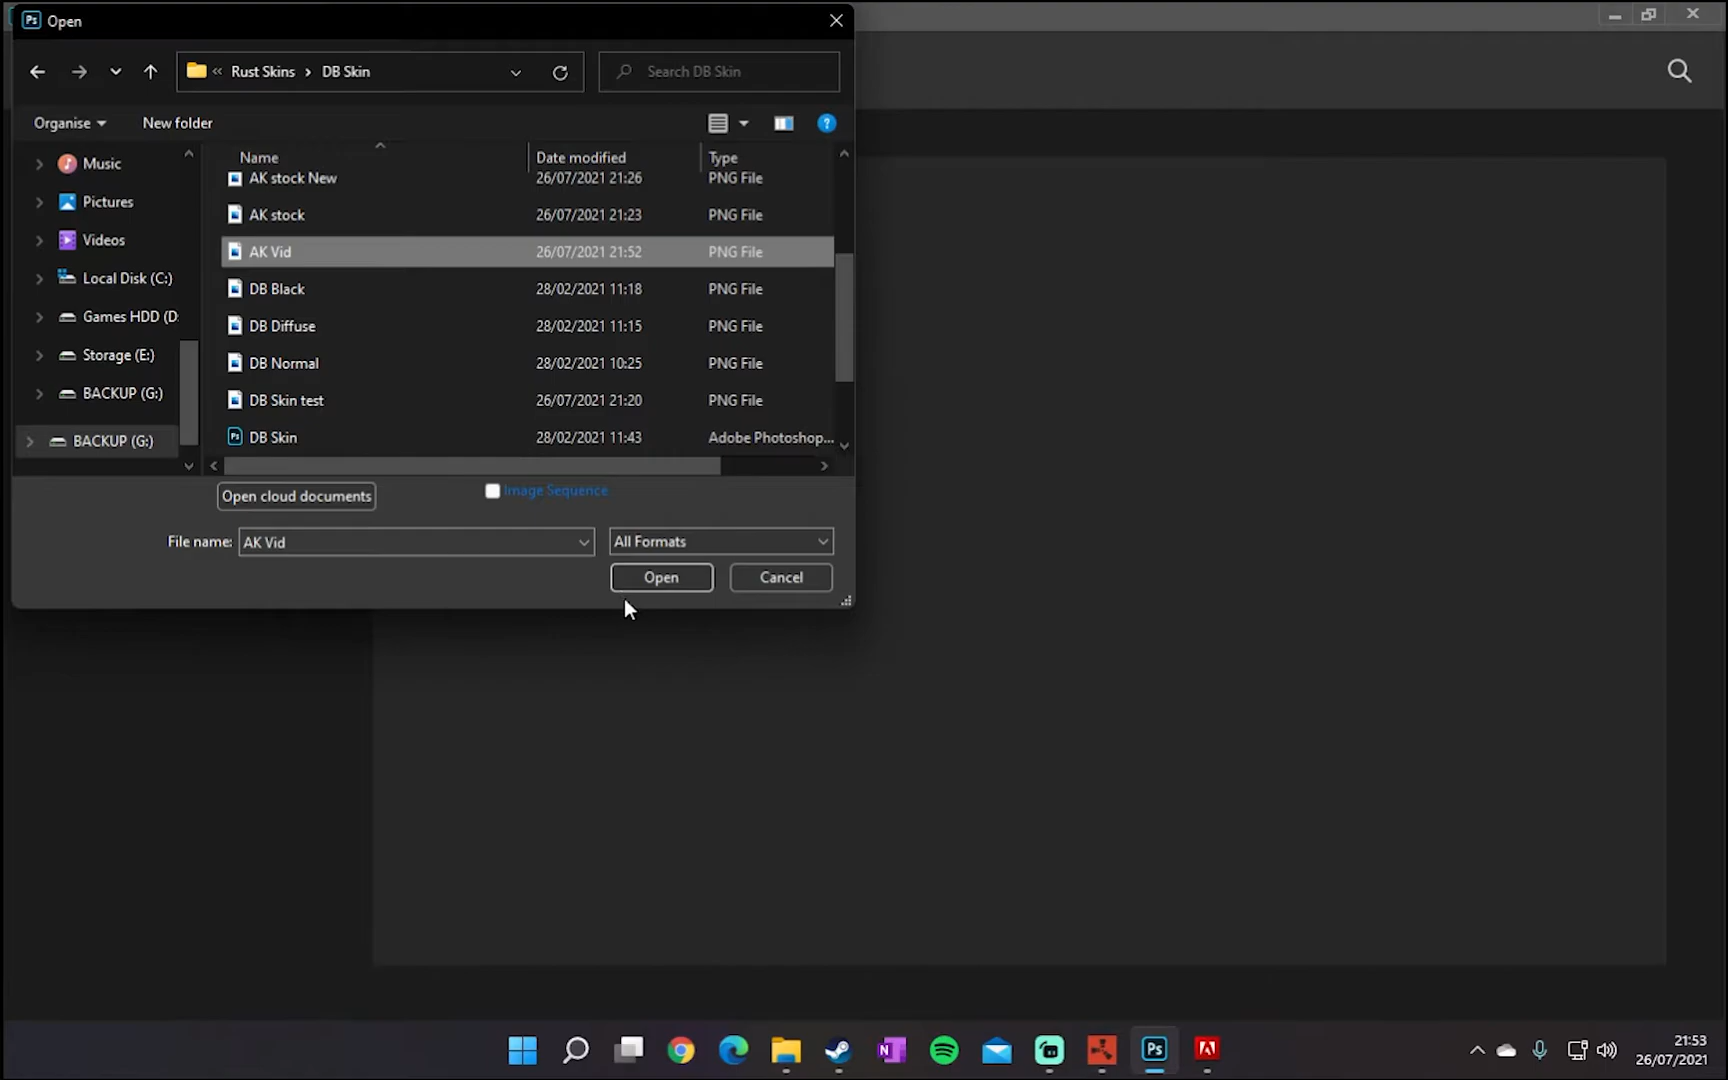 Ps Open
« Rust Skins › DB Skin
Search DB Skin
Organise
New folder
?
Name
Date modified
Type
Music
Pictures
Videos
Local Disk (C:)
Games HDD (D:
Storage (E:)
BACKUP (G:)
BACKUP (G:)
AK stock New 26/07/2021 21:26 PNG File
AK stock 26/07/2021 21:23 PNG File
AK Vid 26/07/2021 21:52 PNG File
DB Black 28/02/2021 11:18 PNG File
DB Diffuse 28/02/2021 11:15 PNG File
DB Normal 28/02/2021 10:25 PNG File
DB Skin test 26/07/2021 21:20 PNG File
Ps DB Skin 28/02/2021 11:43 Adobe Photoshop...
Open cloud documents
Image Sequence
File name: AK Vid
All Formats
Open
Cancel
N
Ps
21:53
26/07/2021